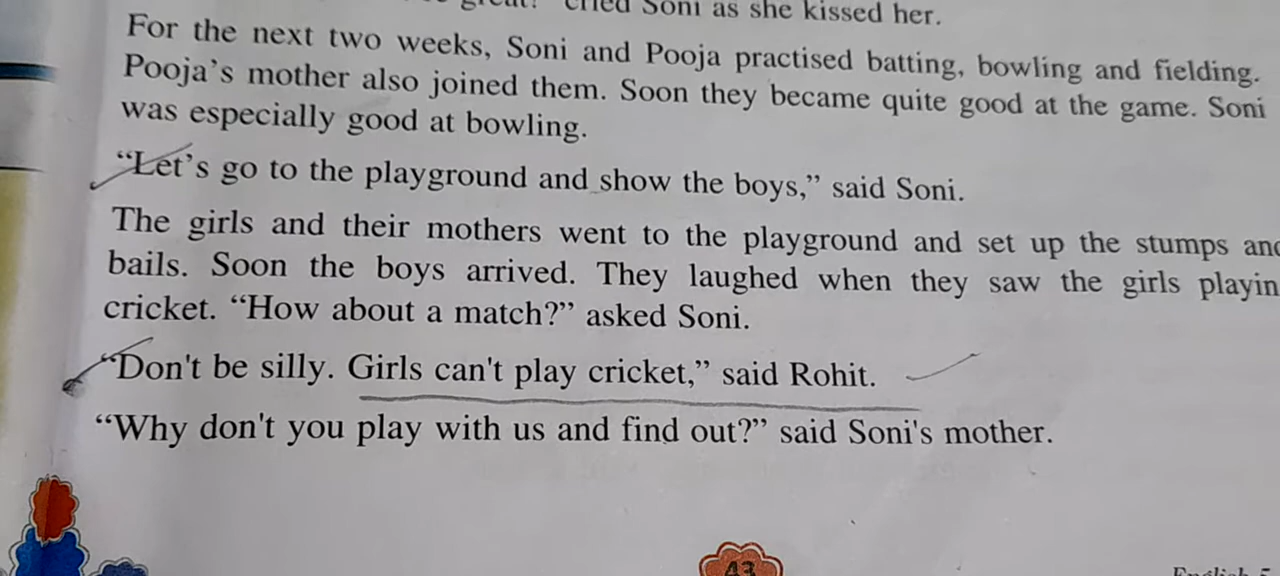 cried Soni as she kissed her.
For the next two weeks, Soni and Pooja practised batting, bowling and fielding.
Pooja's mother also joined them. Soon they became quite good at the game. Soni
was especially good at bowling.
“Let's go to the playground and show the boys,” said Soni.
The girls and their mothers went to the playground and set up the stumps and
bails. Soon the boys arrived. They laughed when they saw the girls playin
cricket. “How about a match?” asked Soni.
“Don't be silly. Girls can't play cricket,” said Rohit.
“Why don't you play with us and find out?” said Soni's mother.
43
English 5